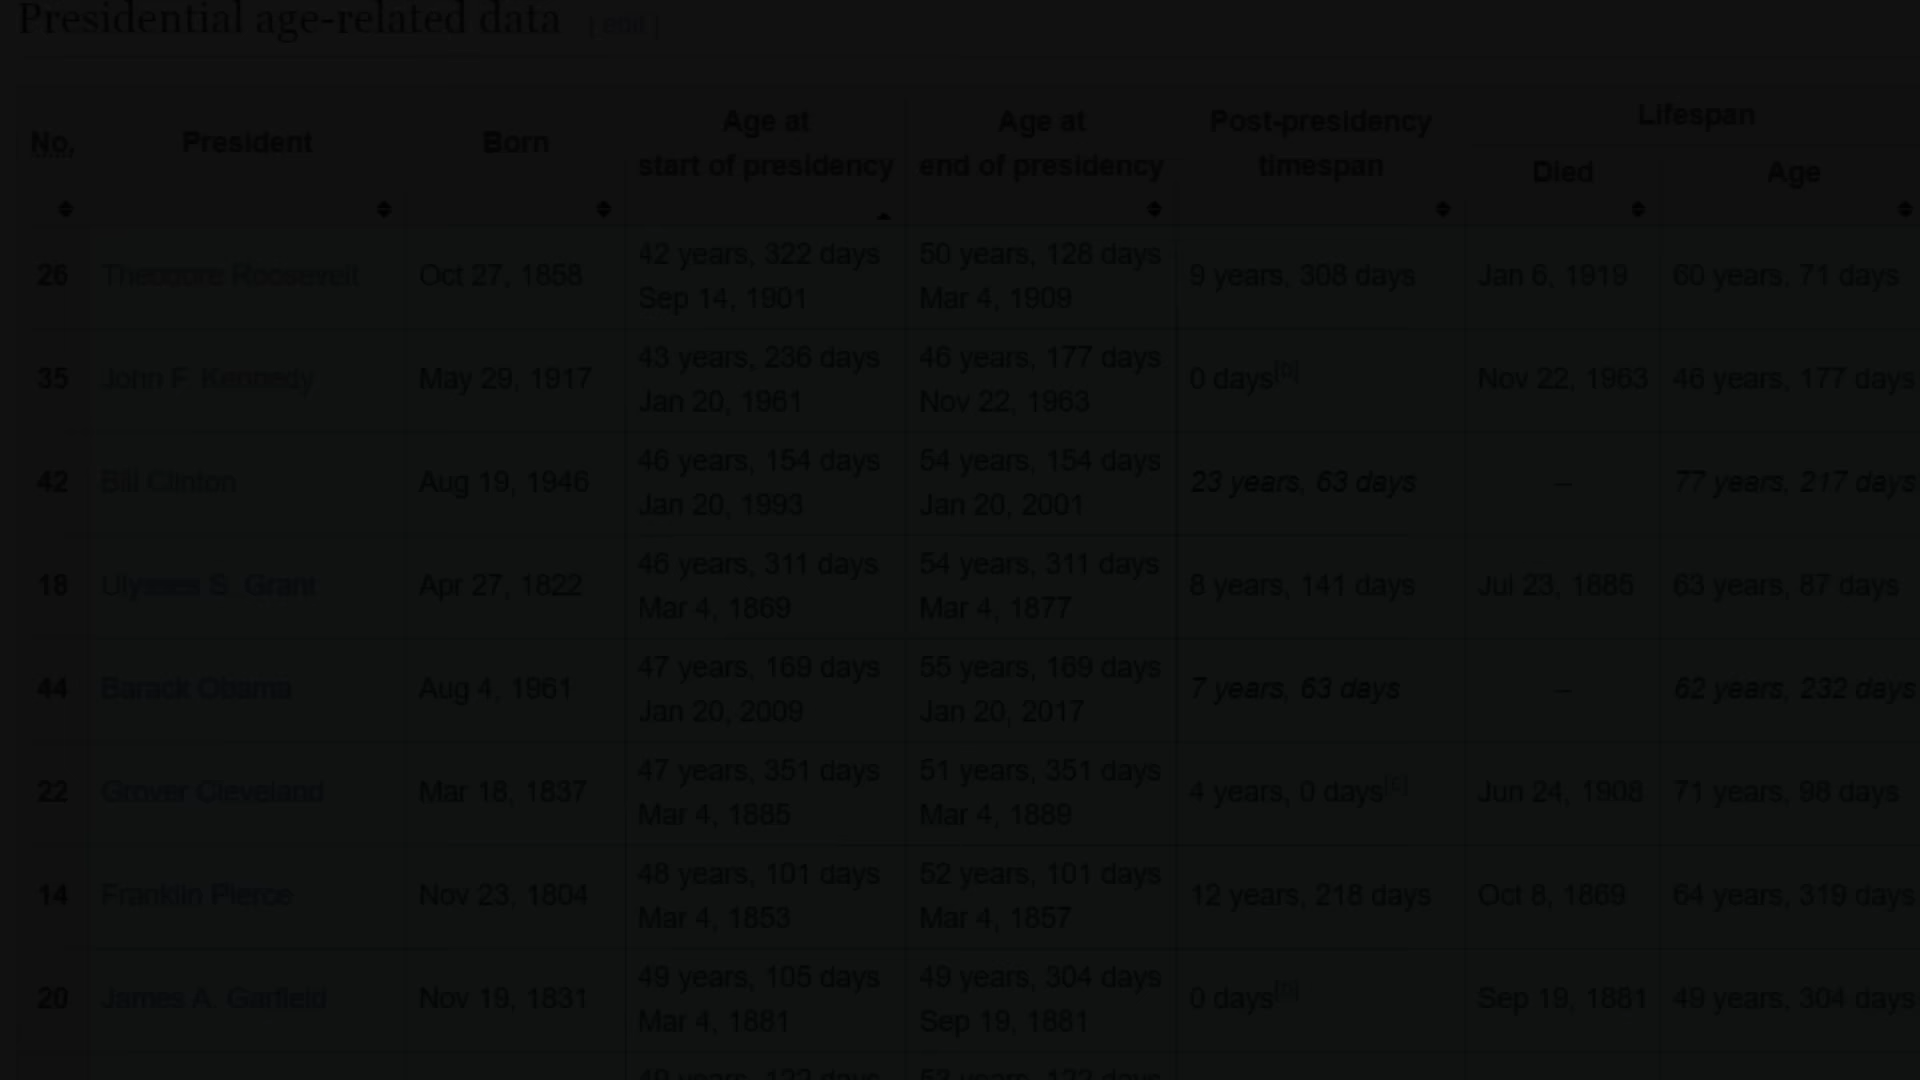 Presidential age-related data [ edit ]
No. President Born Age at start of presidency Age at end of presidency Post-presidency timespan Lifespan
Died Age
26 Theodore Roosevelt Oct 27, 1858 42 years, 322 days Sep 14, 1901 50 years, 128 days Mar 4, 1909 9 years, 308 days Jan 6, 1919 60 years, 71 days
35 John F. Kennedy May 29, 1917 43 years, 236 days Jan 20, 1961 46 years, 177 days Nov 22, 1963 0 days[b] Nov 22, 1963 46 years, 177 days
42 Bill Clinton Aug 19, 1946 46 years, 154 days Jan 20, 1993 54 years, 154 days Jan 20, 2001 23 years, 63 days – 77 years, 217 days
18 Ulysses S. Grant Apr 27, 1822 46 years, 311 days Mar 4, 1869 54 years, 311 days Mar 4, 1877 8 years, 141 days Jul 23, 1885 63 years, 87 days
44 Barack Obama Aug 4, 1961 47 years, 169 days Jan 20, 2009 55 years, 169 days Jan 20, 2017 7 years, 63 days – 62 years, 232 days
22 Grover Cleveland Mar 18, 1837 47 years, 351 days Mar 4, 1885 51 years, 351 days Mar 4, 1889 4 years, 0 days[c] Jun 24, 1908 71 years, 98 days
14 Franklin Pierce Nov 23, 1804 48 years, 101 days Mar 4, 1853 52 years, 101 days Mar 4, 1857 12 years, 218 days Oct 8, 1869 64 years, 319 days
20 James A. Garfield Nov 19, 1831 49 years, 105 days Mar 4, 1881 49 years, 304 days Sep 19, 1881 0 days[b] Sep 19, 1881 49 years, 304 days
49 years, 122 days 53 years, 122 days